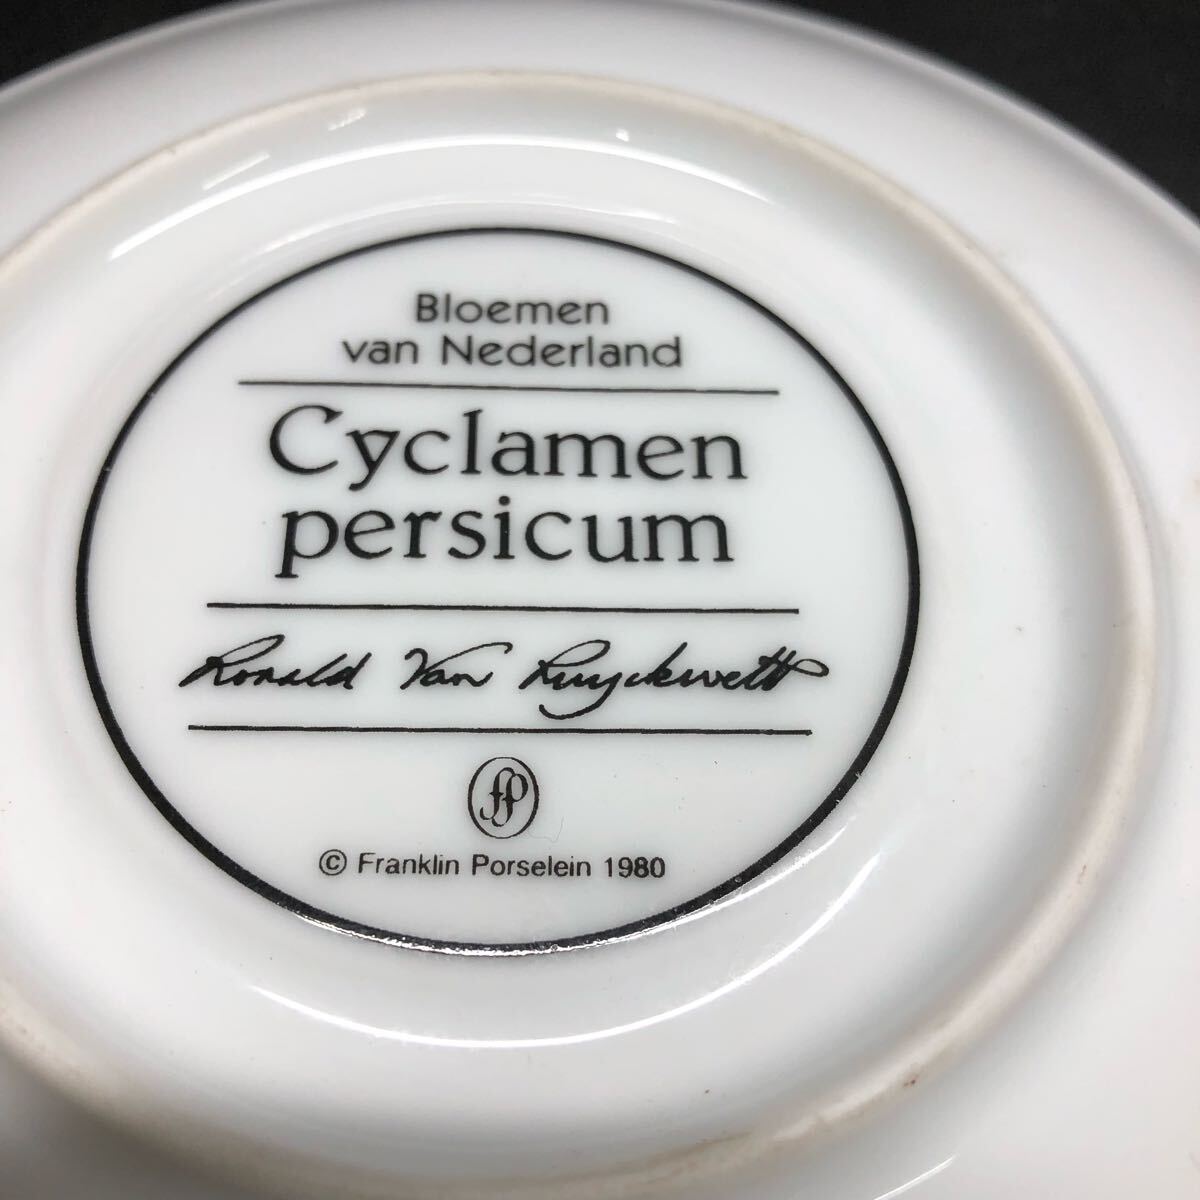 Bloemen
van Nederland
Cyclamen
persicum
Ronald Van Ruyckevelt
fp
© Franklin Porselein 1980